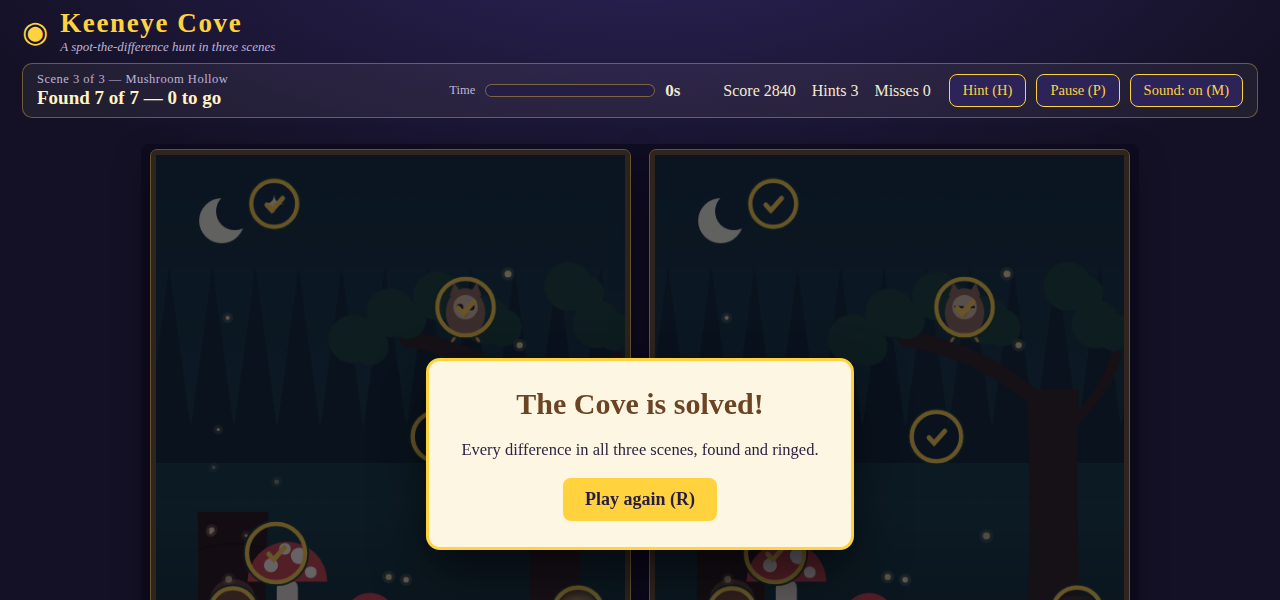 Keeneye Cove
A spot-the-difference hunt in three scenes
Scene 3 of 3 — Mushroom Hollow
Found 7 of 7 — 0 to go
Time 0s
Score 2840 Hints 3 Misses 0
Hint (H) Pause (P) Sound: on (M)
The Cove is solved!
Every difference in all three scenes, found and ringed.
Play again (R)